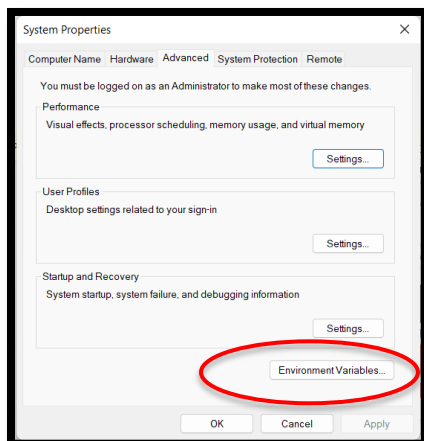 System Properties
Computer Name Hardware Advanced System Protection Remote
You must be logged on as an Administrator to make most of these changes.
Performance
Visual effects, processor scheduling, memory usage, and virtual memory
Settings...
User Profiles
Desktop settings related to your sign-in
Settings...
Startup and Recovery
System startup, system failure, and debugging information
Settings...
Environment Variables...
OK Cancel Apply